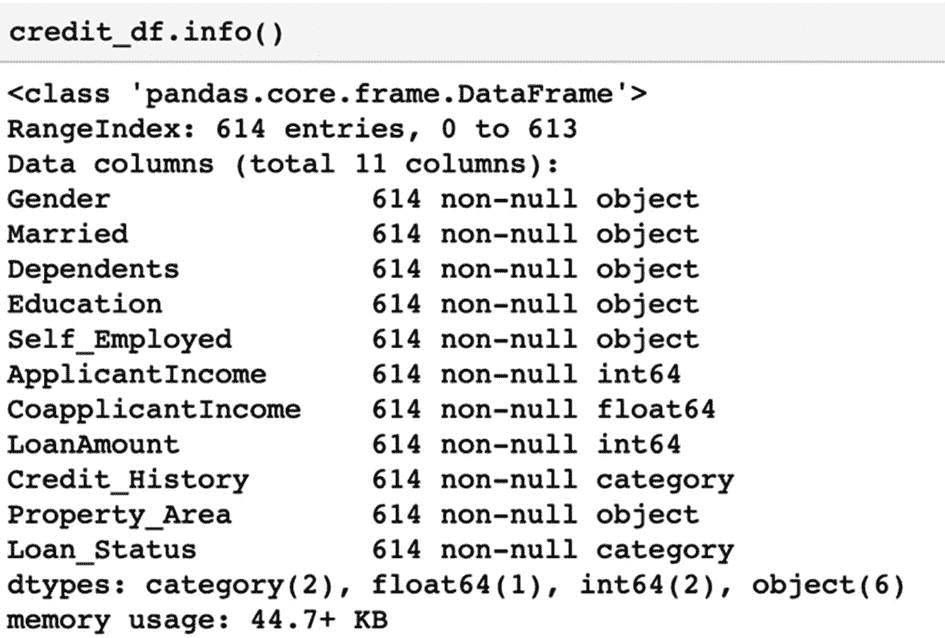 credit_df.info()
<class 'pandas.core.frame.DataFrame'>
RangeIndex: 614 entries, 0 to 613
Data columns (total 11 columns):
Gender               614 non-null object
Married              614 non-null object
Dependents           614 non-null object
Education            614 non-null object
Self_Employed        614 non-null object
ApplicantIncome      614 non-null int64
CoapplicantIncome    614 non-null float64
LoanAmount           614 non-null int64
Credit_History       614 non-null category
Property_Area        614 non-null object
Loan_Status          614 non-null category
dtypes: category(2), float64(1), int64(2), object(6)
memory usage: 44.7+ KB